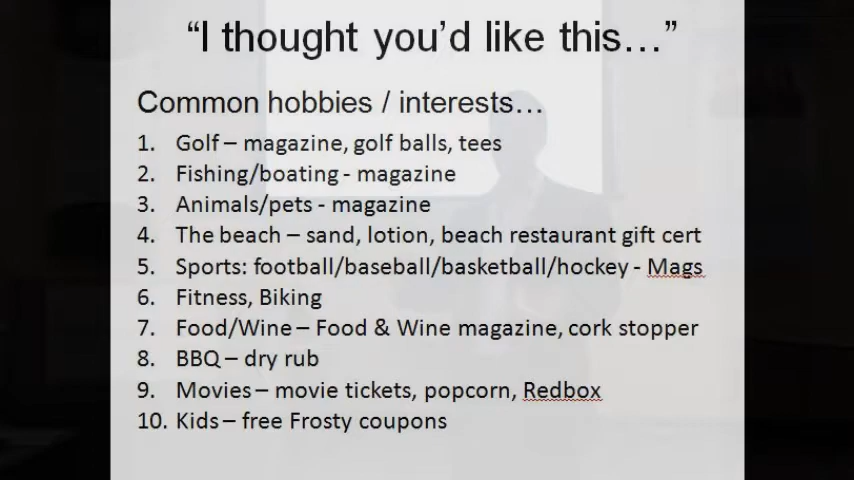 “I thought you’d like this…”
Common hobbies / interests…
1. Golf – magazine, golf balls, tees
2. Fishing/boating - magazine
3. Animals/pets - magazine
4. The beach – sand, lotion, beach restaurant gift cert
5. Sports: football/baseball/basketball/hockey - Mags
6. Fitness, Biking
7. Food/Wine – Food & Wine magazine, cork stopper
8. BBQ – dry rub
9. Movies – movie tickets, popcorn, Redbox
10. Kids – free Frosty coupons